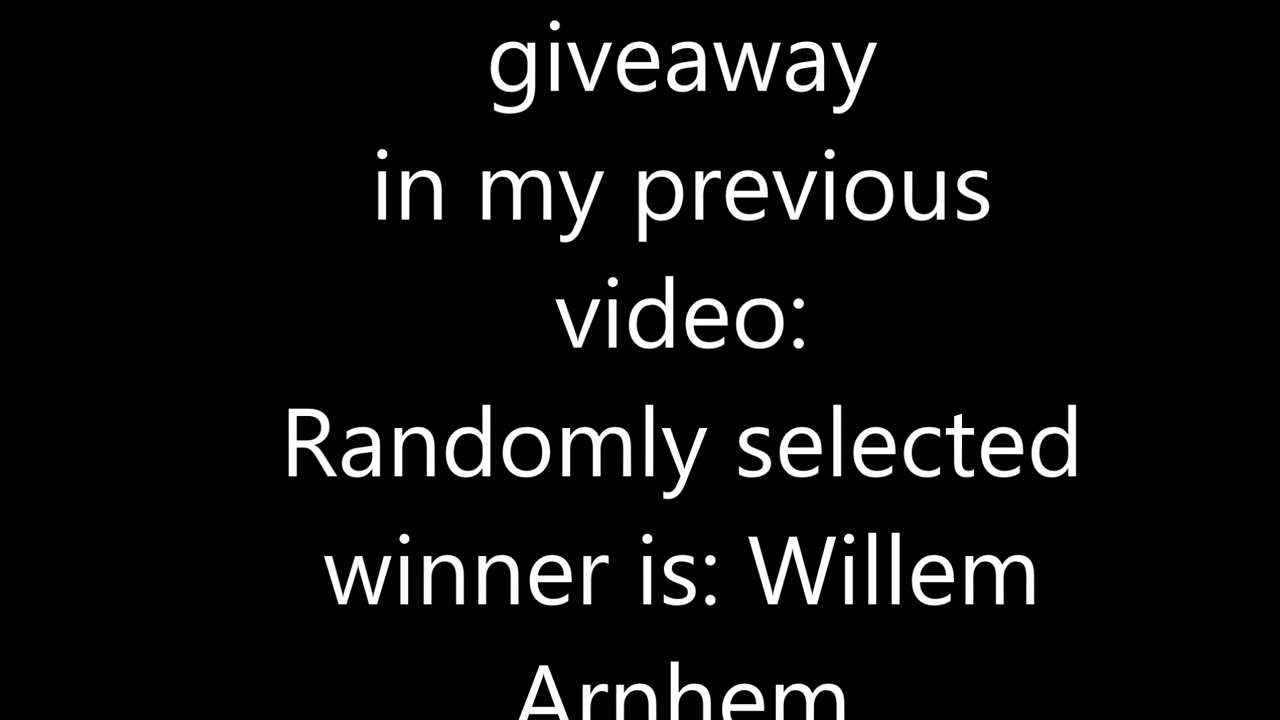 giveaway
in my previous
video:
Randomly selected
winner is: Willem
Arnhem